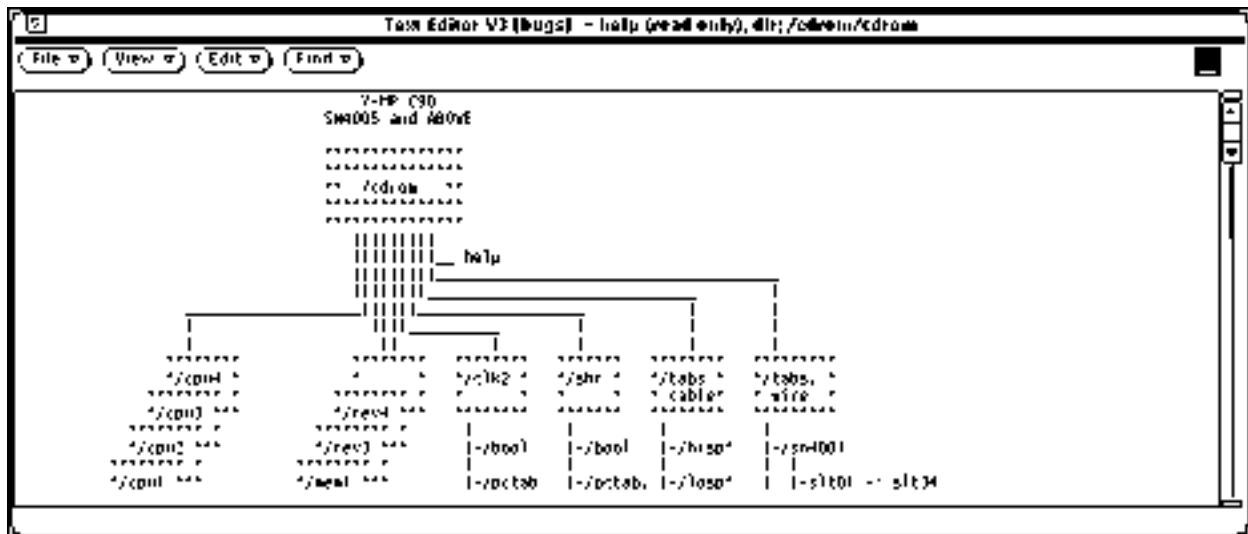 Text Editor V3 [bugs] - help (read only), dir; /cdrom/cdrom
File View Edit Find
Y-MP C90
SN4005 and ABOVE
/cdrom
help
*/cpu4 * * * */clk2 * */shr * */tabs * */tabs. *
* cable* * wire *
*/cpu3 *** */rev4 ***
*/cpu2 *** */rev3 *** |-/bool |-/bool |-/hisp* |-/sn4001
*/cpu1 *** */mem1 *** |-/pctab |-/pctab. |-/losp* | |-slt01 -> slt34